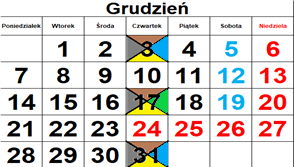 Grudzień
Poniedziałek Wtorek Środa Czwartek Piątek Sobota Niedziela
1 2 3 4 5 6
7 8 9 10 11 12 13
14 15 16 17 18 19 20
21 22 23 24 25 26 27
28 29 30 31